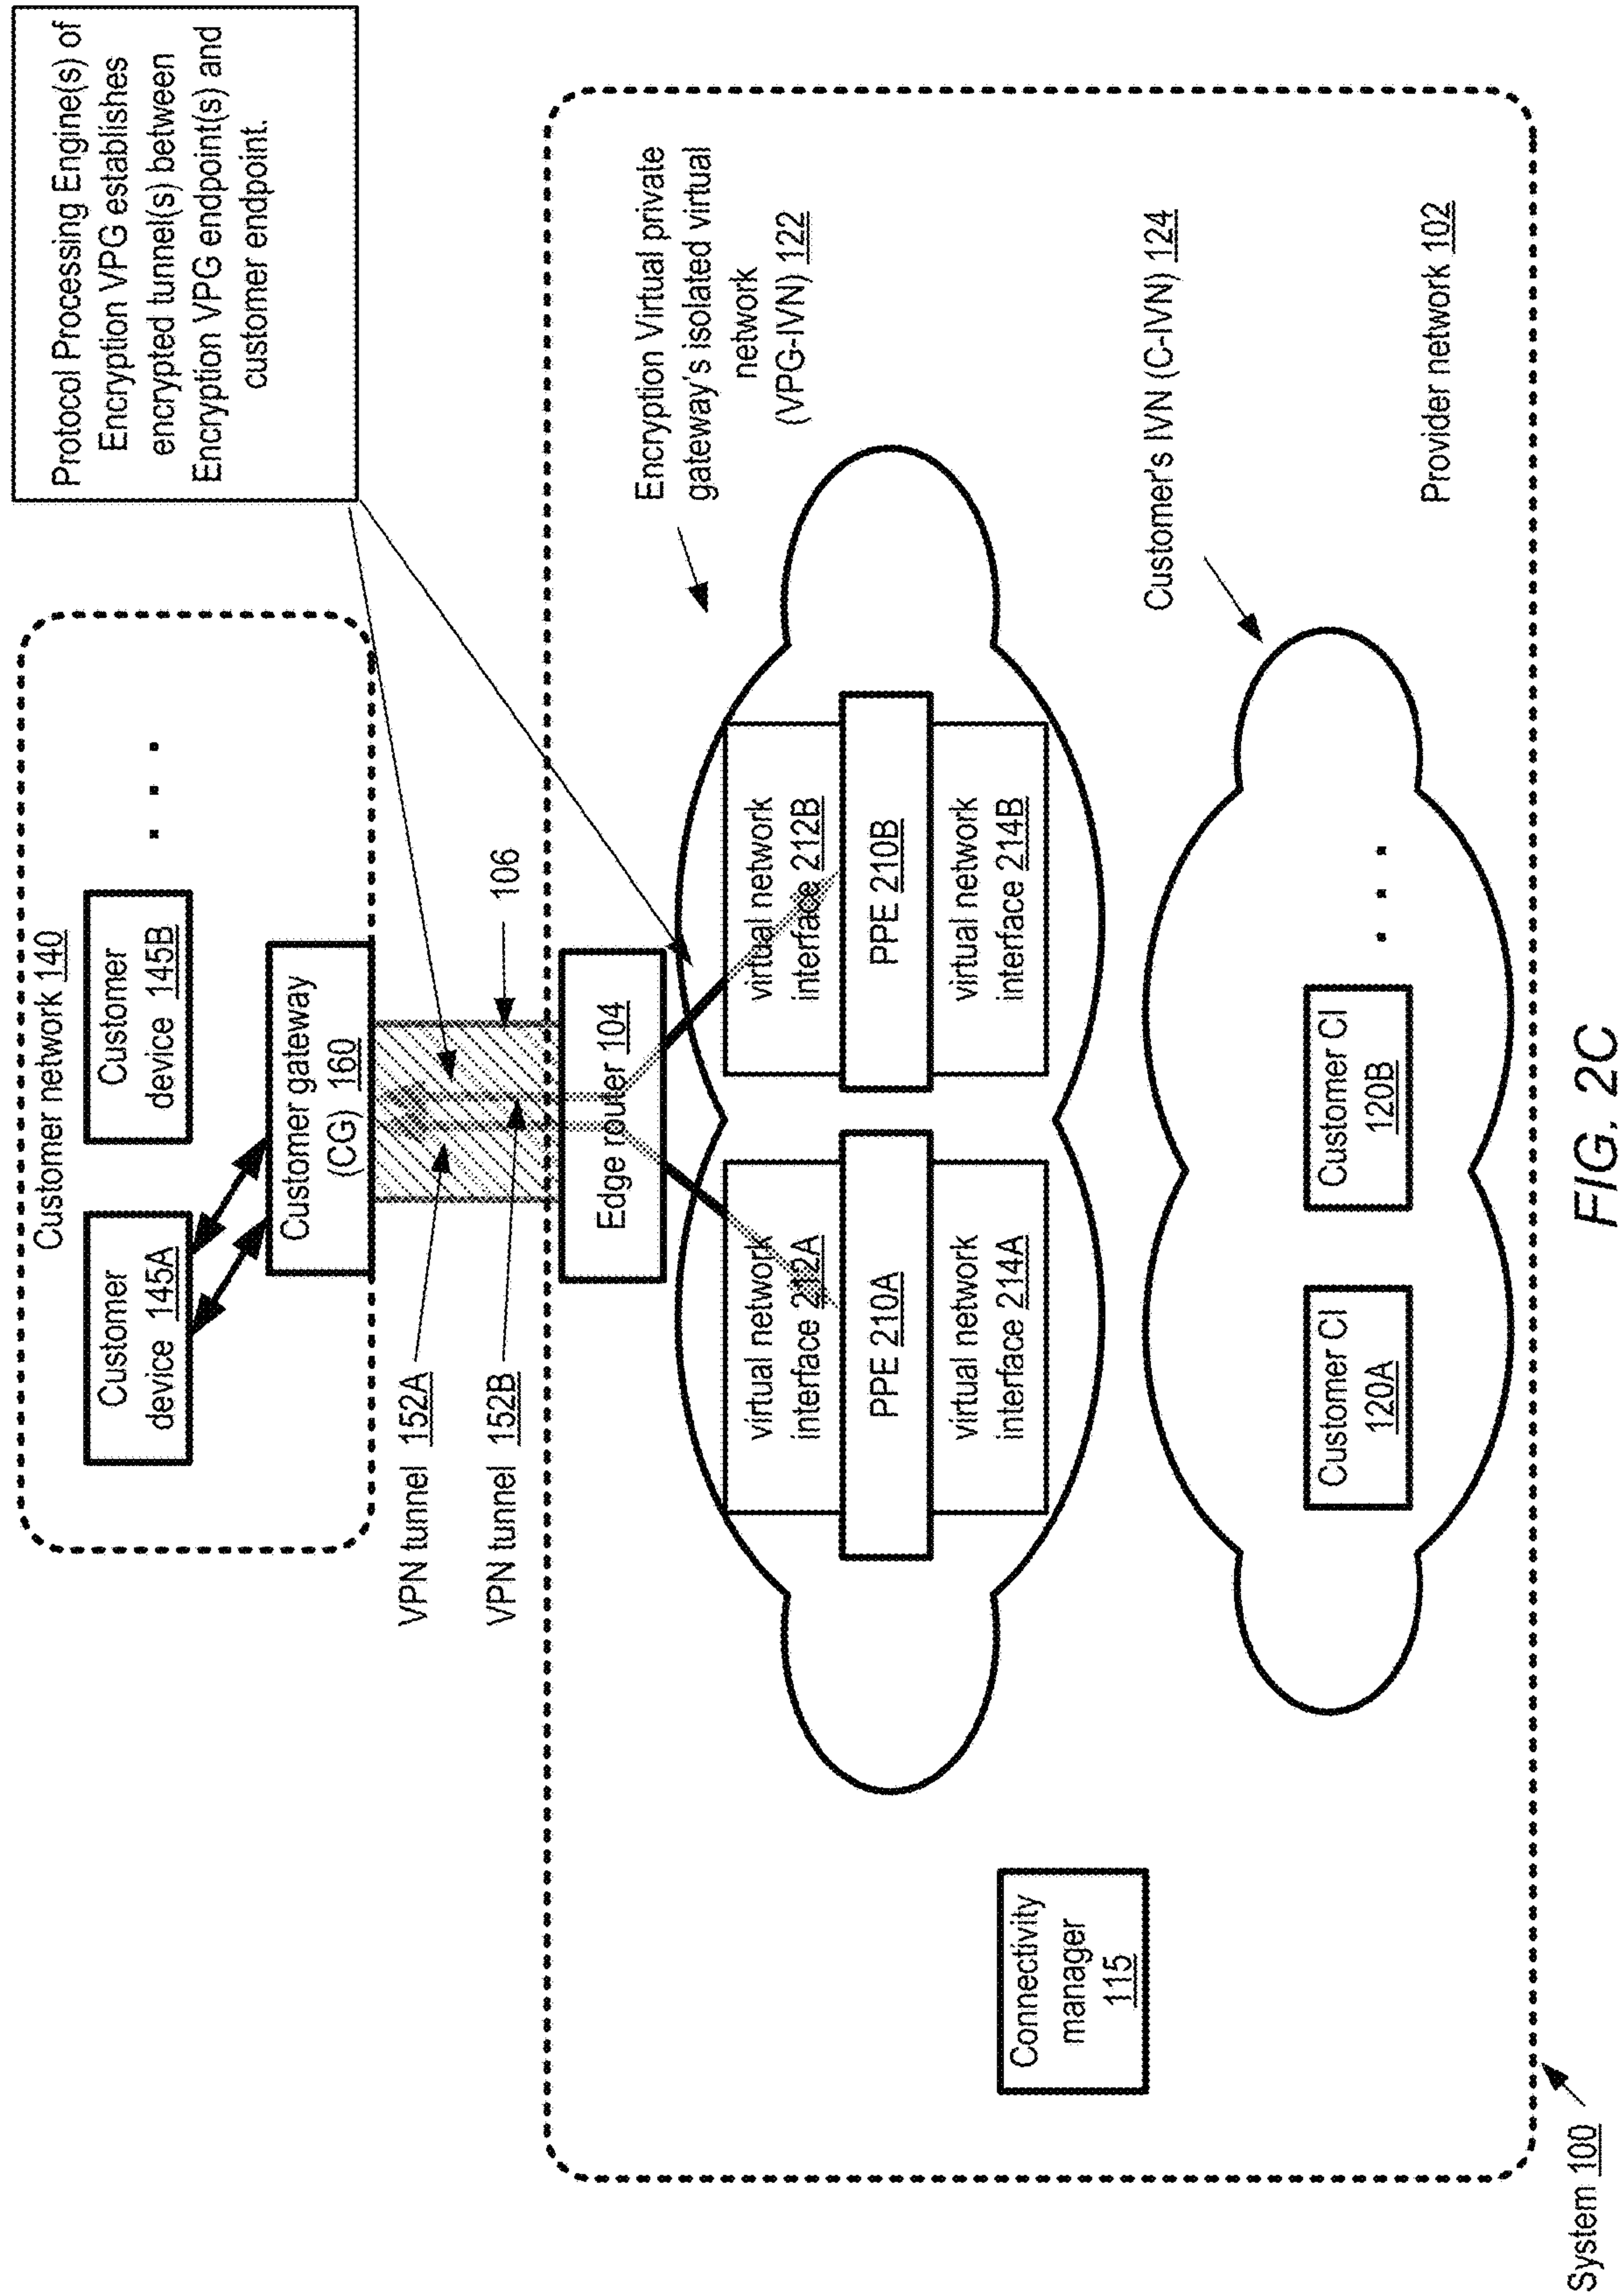 Protocol Processing Engine(s) of
Encryption VPG establishes
encrypted tunnel(s) between
Encryption VPG endpoint(s) and
customer endpoint.
Customer network 140
Customer
device 145A
Customer
device 145B
. . .
Customer gateway
(CG) 160
VPN tunnel 152A
VPN tunnel 152B
106
Edge router 104
Encryption Virtual private
gateway's isolated virtual
network
(VPG-IVN) 122
virtual network
interface 212A
PPE 210A
virtual network
interface 214A
virtual network
interface 212B
PPE 210B
virtual network
interface 214B
Connectivity
manager
115
Customer's IVN (C-IVN) 124
Customer CI
120A
Customer CI
120B
. . .
Provider network 102
System 100
FIG. 2C